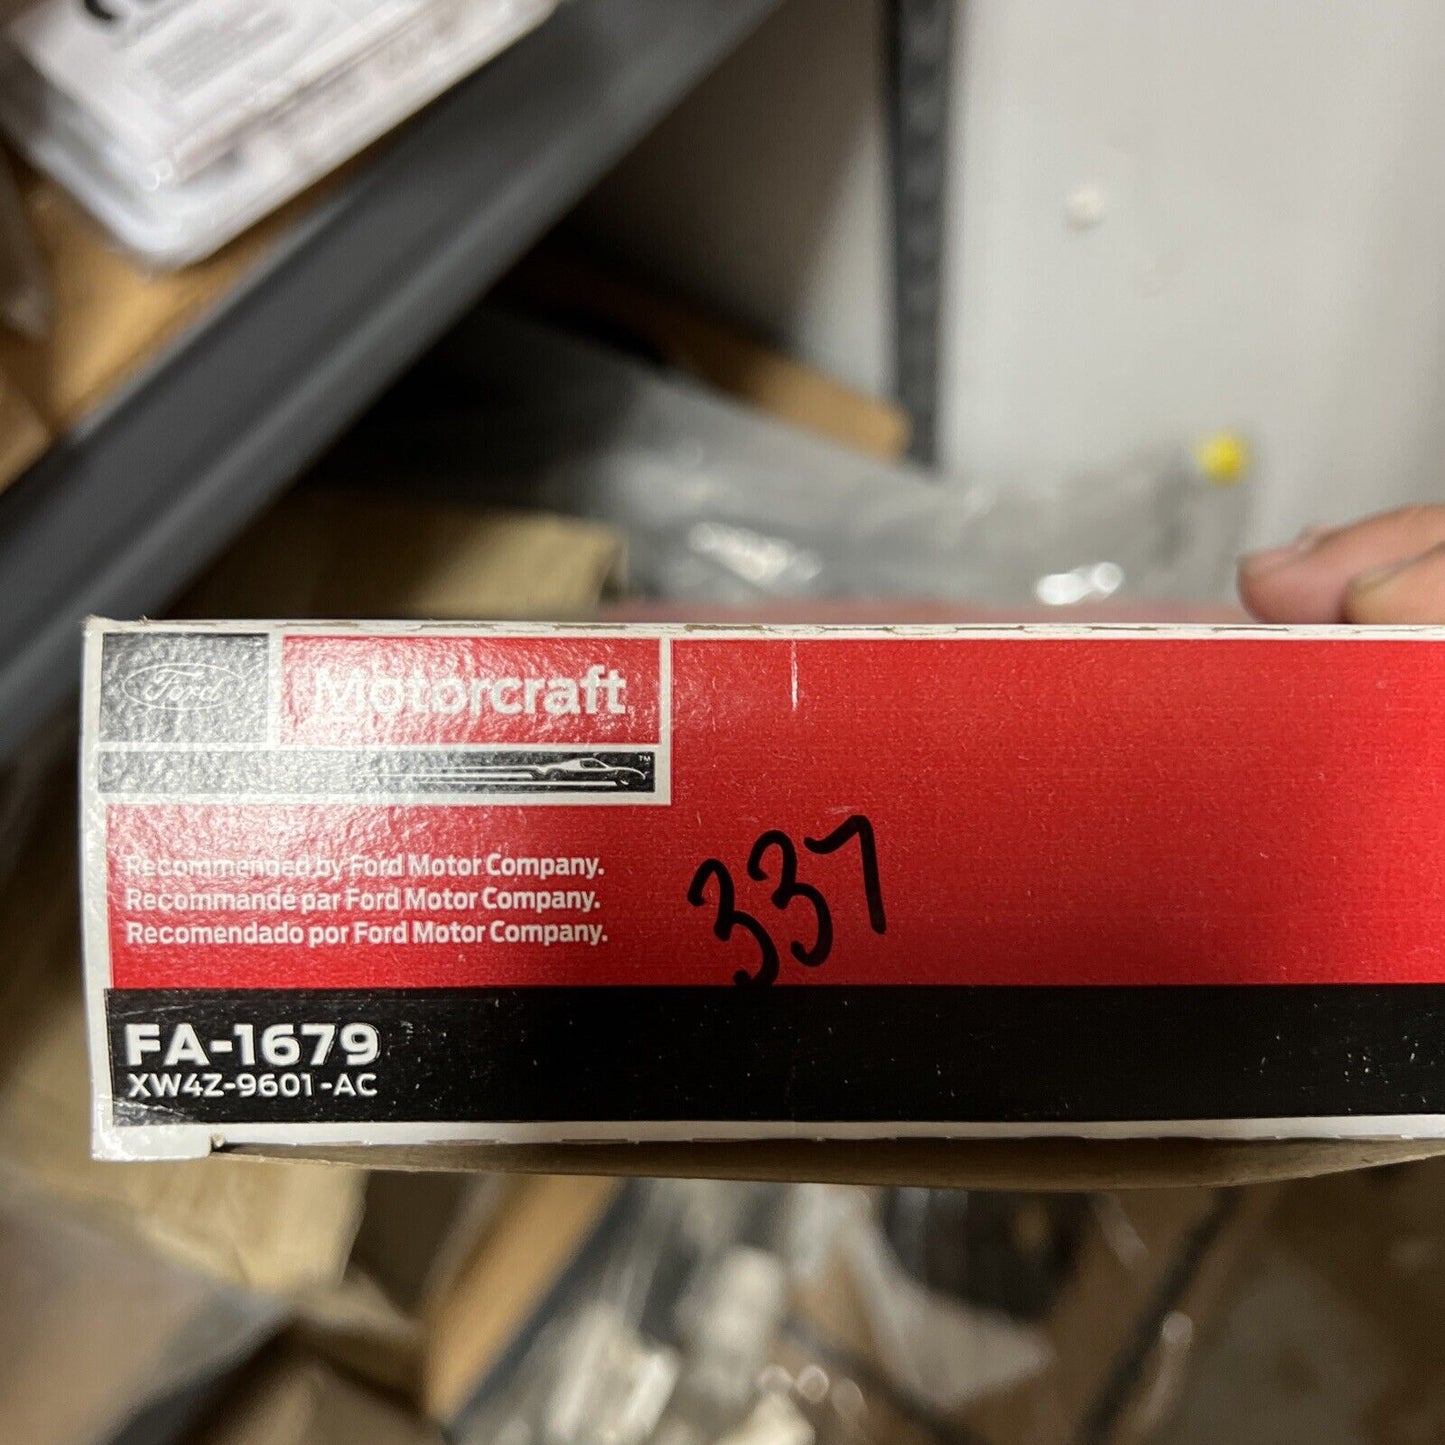 Ford
Motorcraft
TM
Recommended by Ford Motor Company.
Recommandé par Ford Motor Company.
Recomendado por Ford Motor Company.
337
FA-1679
XW4Z-9601-AC